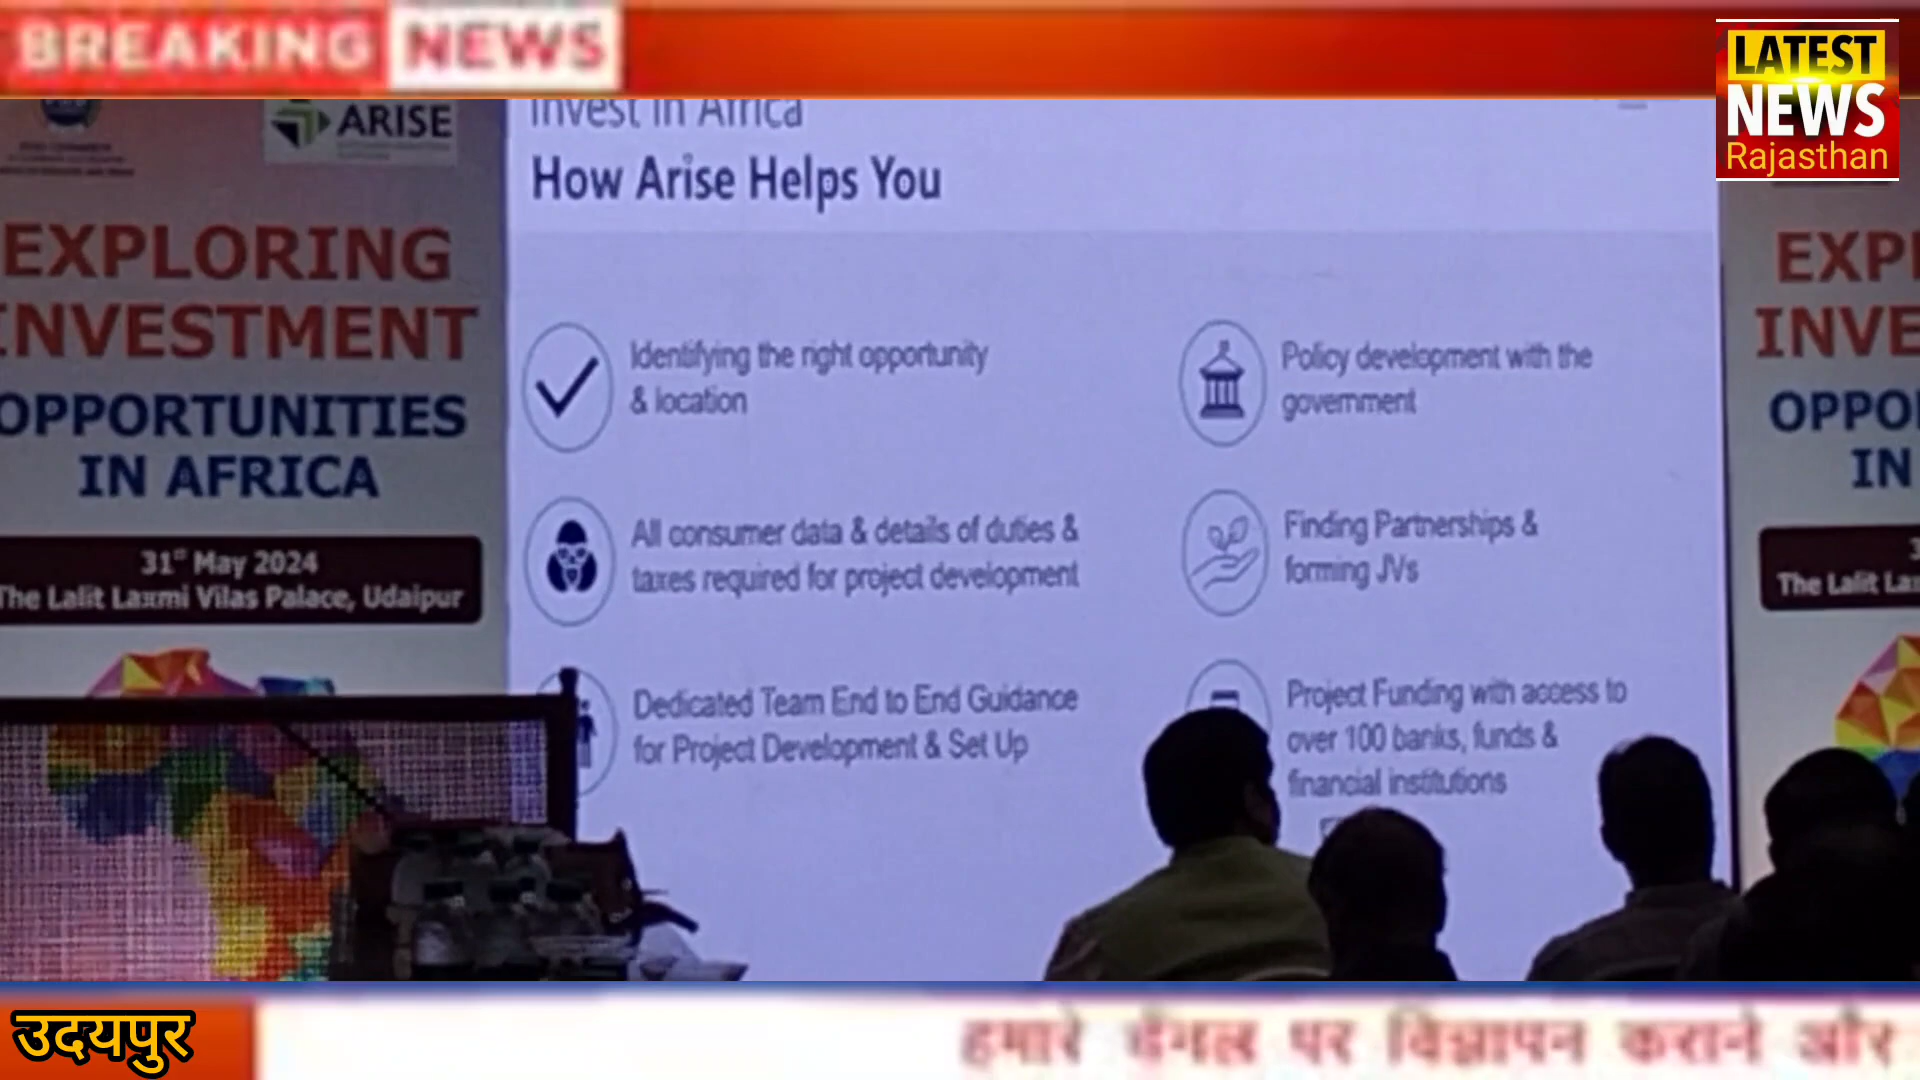 BREAKING NEWS
LATEST
NEWS
Rajasthan
ARISE
EXPLORING
INVESTMENT
OPPORTUNITIES
IN AFRICA
31st May 2024
The Lalit Laxmi Vilas Palace, Udaipur
Invest in Africa
How Arise Helps You
Identifying the right opportunity
& location
All consumer data & details of duties &
taxes required for project development
Dedicated Team End to End Guidance
for Project Development & Set Up
Policy development with the
government
Finding Partnerships &
forming JVs
Project Funding with access to
over 100 banks, funds &
financial institutions
EXP
INVE
OPPO
IN
The Lalit La
उदयपुर
हमारे चैनल पर विज्ञापन कराने और